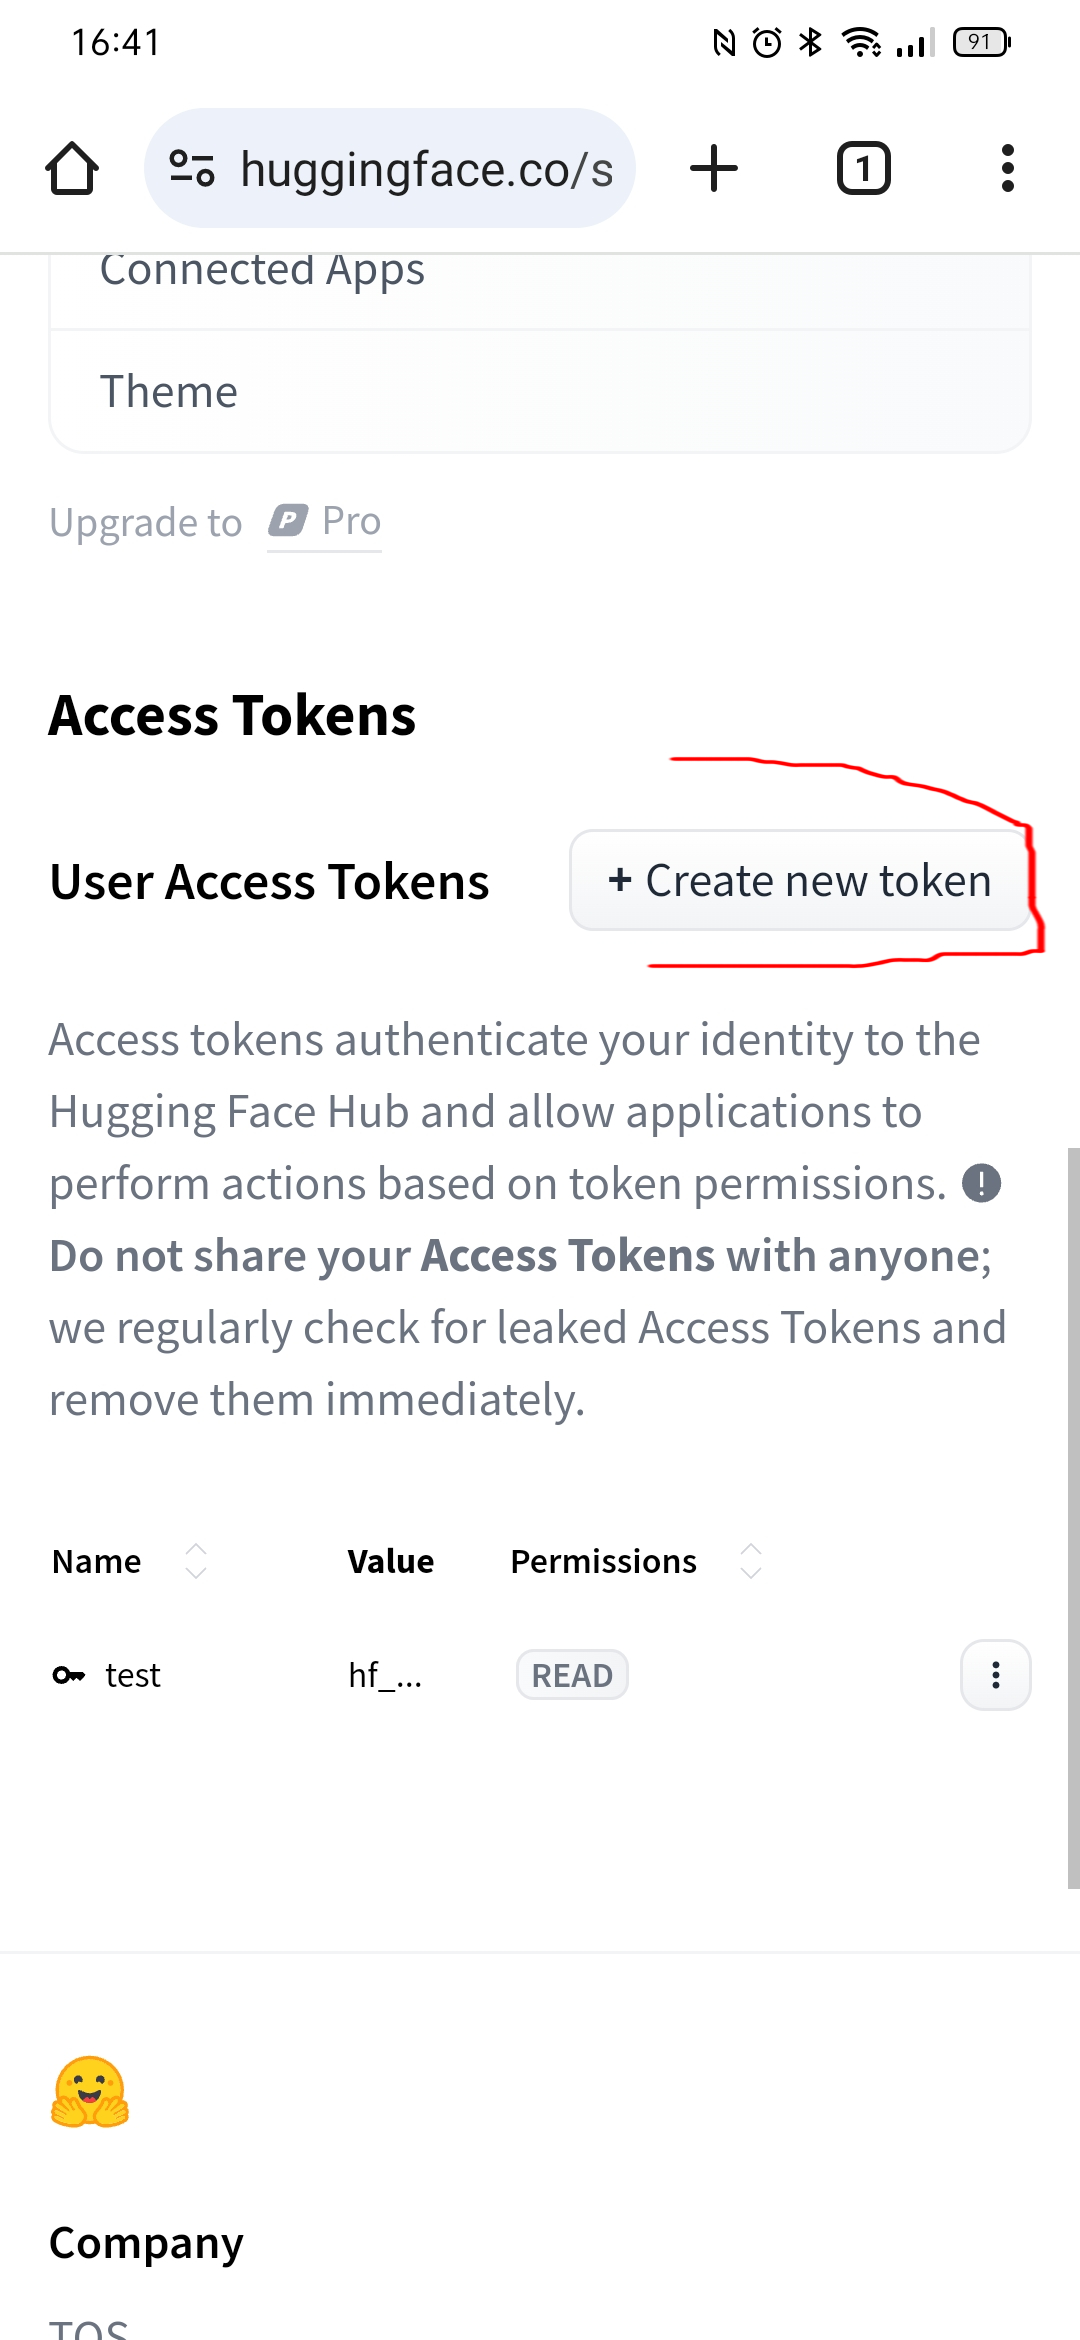 16:41
91
huggingface.co/s
1
Connected Apps
Theme
Upgrade to P Pro
Access Tokens
User Access Tokens
+ Create new token
Access tokens authenticate your identity to the
Hugging Face Hub and allow applications to
perform actions based on token permissions.
Do not share your Access Tokens with anyone;
we regularly check for leaked Access Tokens and
remove them immediately.
Name Value Permissions
test hf_... READ
Company
TOS